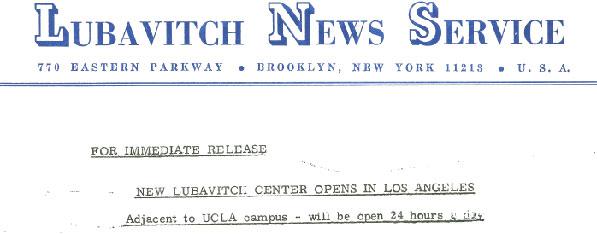 LUBAVITCH NEWS SERVICE
770 EASTERN PARKWAY • BROOKLYN, NEW YORK 11213 • U. S. A.
FOR IMMEDIATE RELEASE
NEW LUBAVITCH CENTER OPENS IN LOS ANGELES
Adjacent to UCLA campus - will be open 24 hours a day